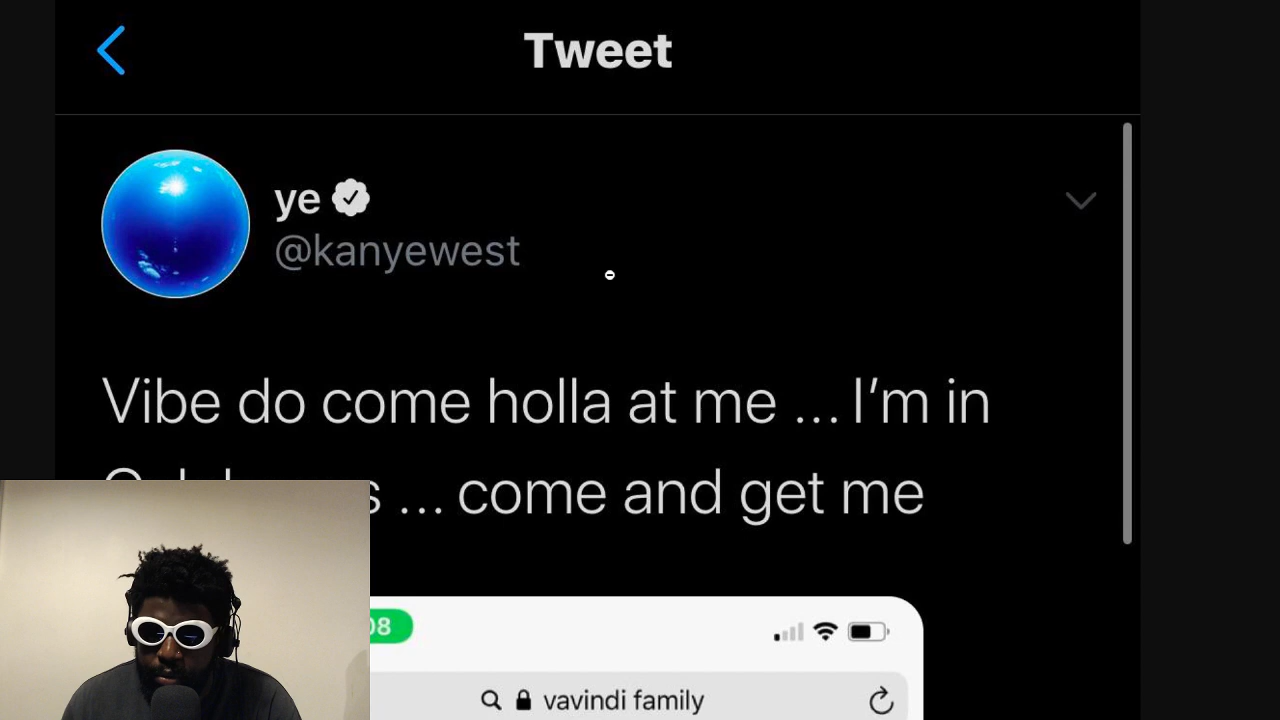 Tweet
ye
@kanyewest
Vibe do come holla at me ... I'm in
... come and get me
vavindi family